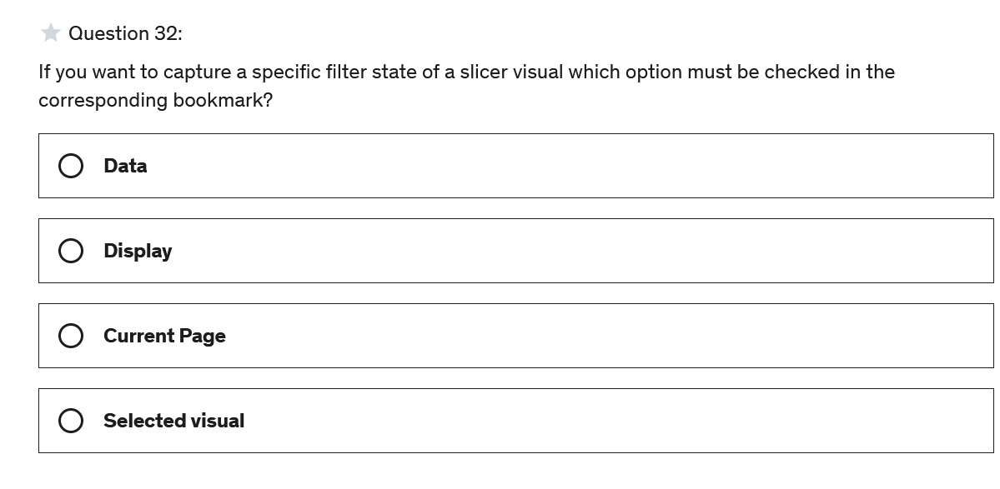 Question 32:
If you want to capture a specific filter state of a slicer visual which option must be checked in the
corresponding bookmark?
Data
Display
Current Page
Selected visual